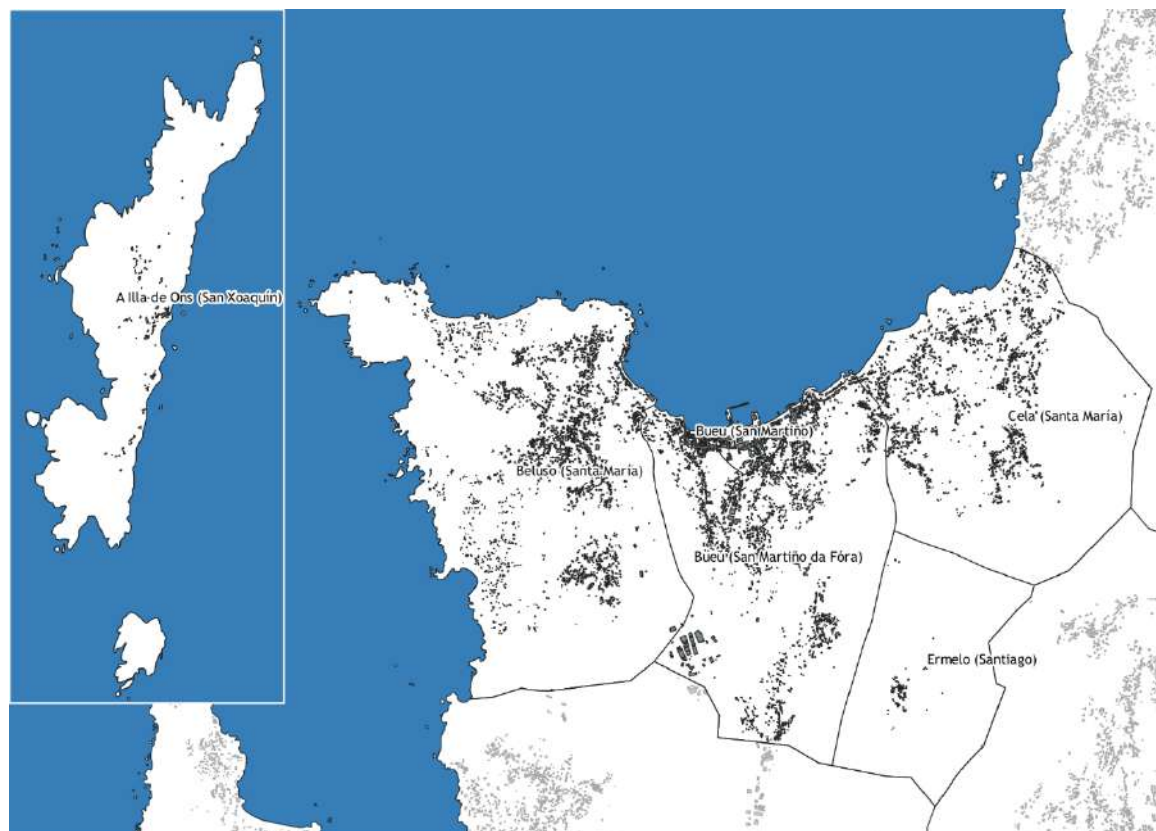 A Illa de Ons (San Xoaquín)
Bueu (San Martiño)
Cela (Santa María)
Beluso (Santa María)
Bueu (San Martiño da Fóra)
Ermelo (Santiago)